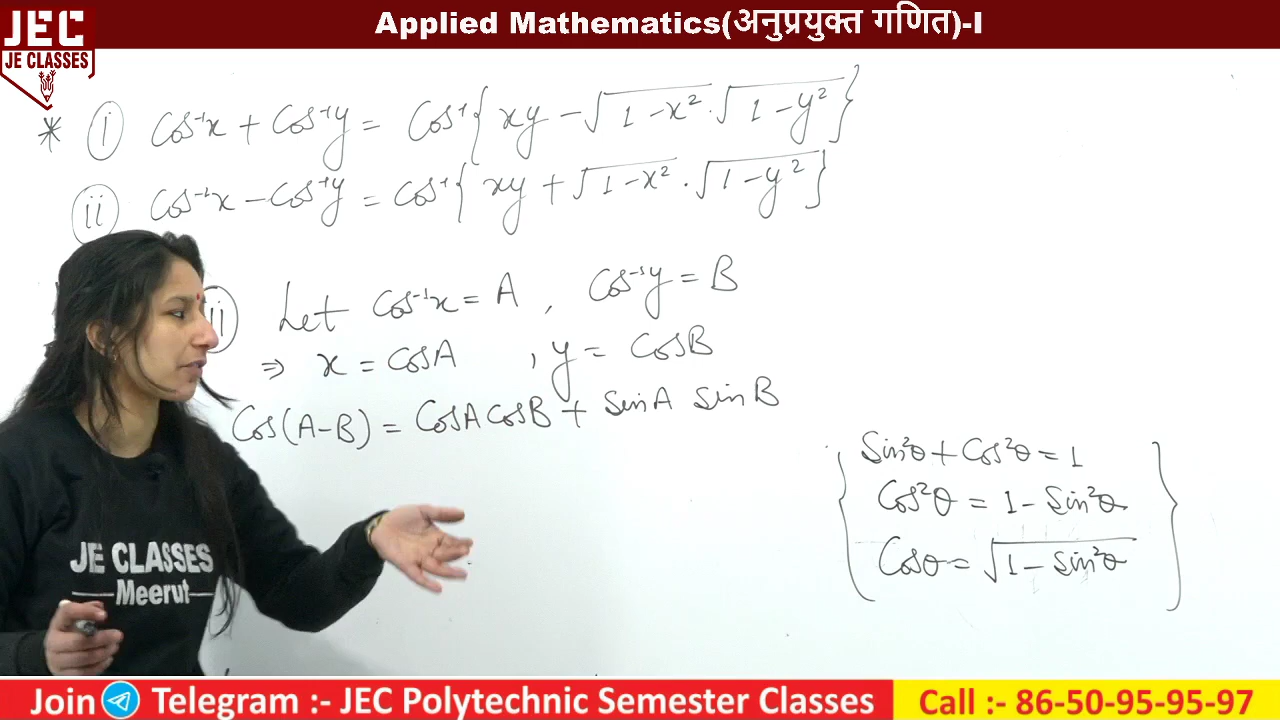 Applied Mathematics(अनुप्रयुक्त गणित)-I
JEC
JE CLASSES
* (i) Cos⁻¹x + Cos⁻¹y = Cos⁻¹{ xy - √1-x² . √1-y² }
(ii) Cos⁻¹x - Cos⁻¹y = Cos⁻¹{ xy + √1-x² . √1-y² }
(ii) Let Cos⁻¹x = A , Cos⁻¹y = B
⇒ x = CosA , y = CosB
Cos(A-B) = CosA CosB + SinA SinB
{ Sin²θ + Cos²θ = 1
Cos²θ = 1 - Sin²θ
Cosθ = √1 - Sin²θ }
JE CLASSES
Meerut
Join Telegram :- JEC Polytechnic Semester Classes
Call :- 86-50-95-95-97